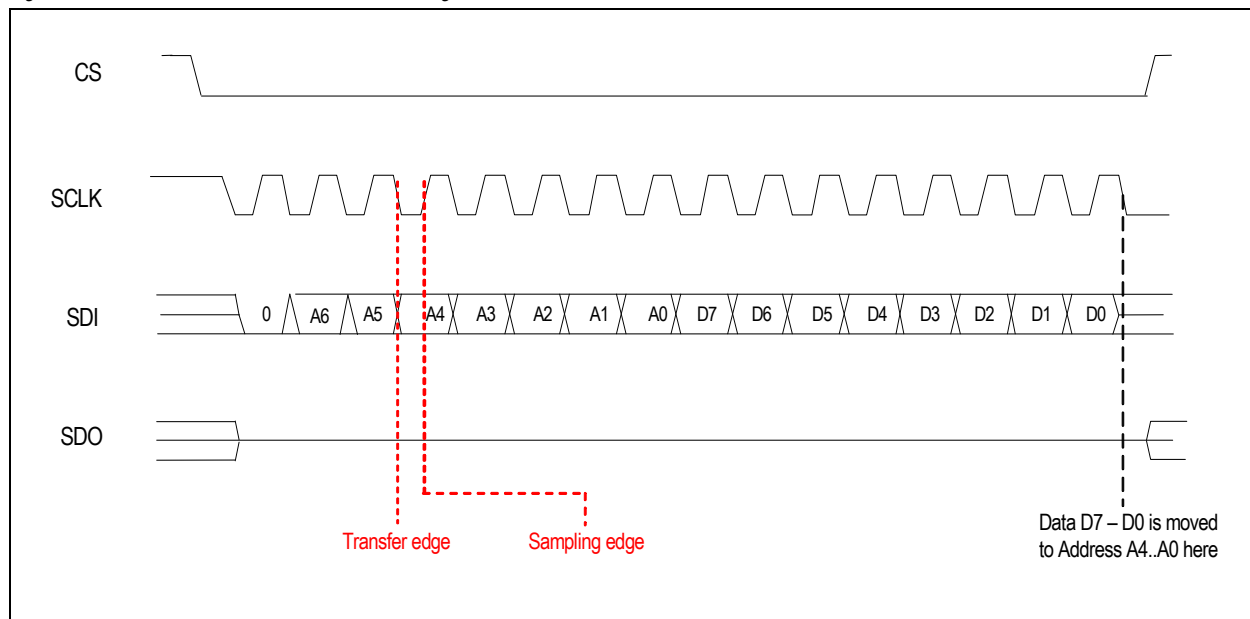 CS
SCLK
SDI 0 A6 A5 A4 A3 A2 A1 A0 D7 D6 D5 D4 D3 D2 D1 D0
SDO
Transfer edge Sampling edge
Data D7 – D0 is moved
to Address A4..A0 here